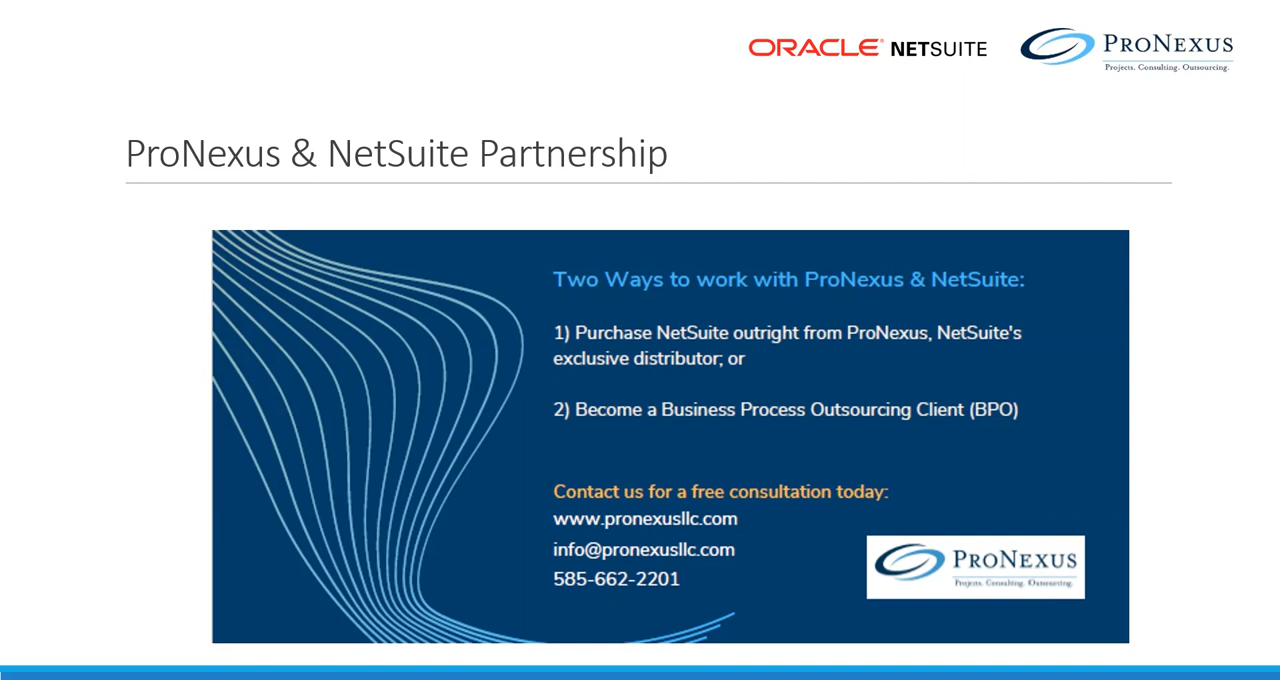 ORACLE® NETSUITE
PRONEXUS
Projects. Consulting. Outsourcing.
ProNexus & NetSuite Partnership
Two Ways to work with ProNexus & NetSuite:
1) Purchase NetSuite outright from ProNexus, NetSuite's
exclusive distributor; or
2) Become a Business Process Outsourcing Client (BPO)
Contact us for a free consultation today:
www.pronexusllc.com
info@pronexusllc.com
585-662-2201
PRONEXUS
Projects. Consulting. Outsourcing.